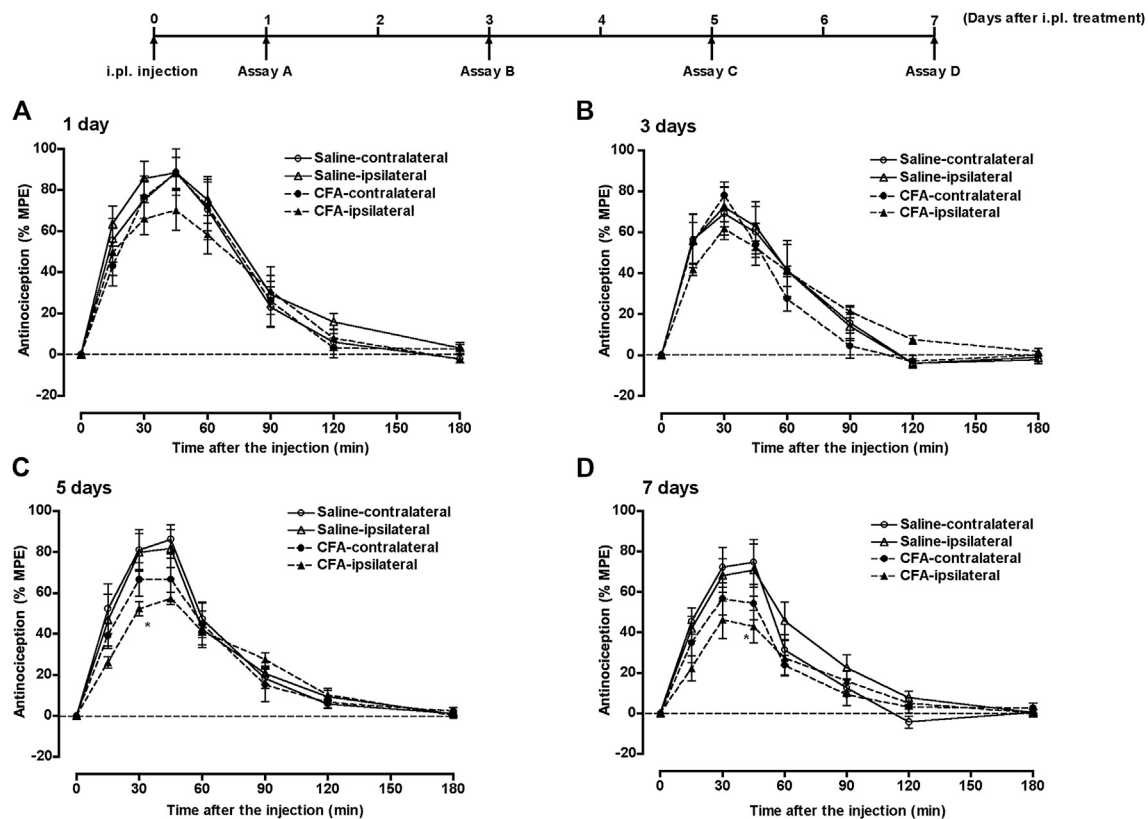 0 1 2 3 4 5 6 7 (Days after i.pl. treatment)
i.pl. injection Assay A Assay B Assay C Assay D
A
1 day
Saline-contralateral
Saline-ipsilateral
CFA-contralateral
CFA-ipsilateral
Antinociception (% MPE)
100
80
60
40
20
0
-20
0 30 60 90 120 150 180
Time after the injection (min)
B
3 days
Saline-contralateral
Saline-ipsilateral
CFA-contralateral
CFA-ipsilateral
Antinociception (% MPE)
100
80
60
40
20
0
-20
0 30 60 90 120 150 180
Time after the injection (min)
C
5 days
Saline-contralateral
Saline-ipsilateral
CFA-contralateral
CFA-ipsilateral
Antinociception (% MPE)
100
80
60
40
20
0
-20
*
0 30 60 90 120 150 180
Time after the injection (min)
D
7 days
Saline-contralateral
Saline-ipsilateral
CFA-contralateral
CFA-ipsilateral
Antinociception (% MPE)
100
80
60
40
20
0
-20
*
0 30 60 90 120 150 180
Time after the injection (min)